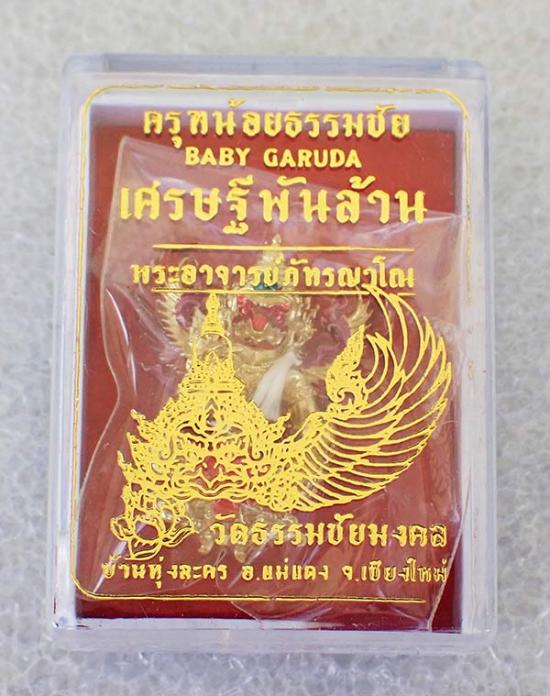 ครุฑน้อยธรรมชัย
BABY GARUDA
เศรษฐีพันล้าน
พระอาจารย์ภัทรญาโณ
วัดธรรมชัยมงคล
บ้านทุ่งละคร อ.แม่แตง จ.เชียงใหม่